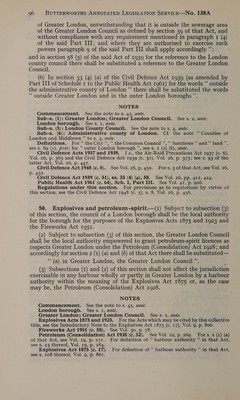 96 BUTTERWORTHS ANNOTATED LEGISLATION SERVICE—No. 138A
of Greater London, notwithstanding that it is outside the sewerage area
of the Greater London Council as defined by section 39 of that Act, and
without compliance with any requirement mentioned in paragraph 1 (4)
of the said Part III; and where they are authorised to exercise such
powers paragraph 9 of the said Part III shall apply accordingly";
and in section 58 (5) of the said Act of 1939 for the reference to the London
county council there shall be substituted a reference to the Greater London
Council.
(6) In section 33 (4) (a) of the Civil Defence Act 1939 (as amended by
Part III of Schedule 1 to the Public Health Act 1961) for the words "outside
the administrative county of London" there shall be substituted the words
"outside Greater London and in the outer London boroughs".
NOTES
Commencement. See the note to s. 45, ante.
Sub-s. (1): Greater London; Greater London Council. See s. 2, ante.
London borough. See s. 1, ante.
Sub-s. (5): London County Council. See the note to s. 4, ante.
Sub-s. (6): Administrative county of London. Cf. the note "Counties of
London and Middlesex" to s. 3, ante.
Definitions. For "the City", "the Common Council", "functions" and "land",
see s. 89 (1), post; for "outer London borough", see s. 1 (1) (b), ante.
Civil Defence Acts 1937 and 1939. I.e., the Air-Raid Precautions Act 1937 (c. 6),
Vol. 26, p. 365 and the Civil Defence Act 1939 (c. 31), Vol. 26, p. 373; see s. 92 of the
latter Act, Vol. 26, p. 442.
Civil Defence Act 1948 (c. 5). See Vol. 26, p. 450. For s. 5 of that Act, see Vol. 26,
p. 452.
Civil Defence Act 1939 (c. 31), ss. 33 (4) (a), 58. See Vol. 26, pp. 402, 424.
Public Health Act 1961 (c. 64), Sch. 1, Part III. See Vol. 41, p. 906.
Regulations under this section. For provisions as to regulations by virtue of
this section, see the Civil Defence Act 1948 (c. 5), s. 8, Vol. 26, p. 456.
50. Explosives and petroleum-spirit.—(1) Subject to subsection (3)
of this section, the council of a London borough shall be the local authority
for the borough for the purposes of the Explosives Acts 1875 and 1923 and
the Fireworks Act 1951.
(2) Subject to subsection (3) of this section, the Greater London Council
shall be the local authority empowered to grant petroleum-spirit licences as
respects Greater London under the Petroleum (Consolidation) Act 1928; and
accordingly for section 2 (1) (a) and (b) of that Act there shall be substituted—
"(a) in Greater London, the Greater London Council".
(3) Subsections (1) and (2) of this section shall not affect the jurisdiction
exercisable in any harbour wholly or partly in Greater London by a harbour
authority within the meaning of the Explosives Act 1875 or, as the case
may be, the Petroleum (Consolidation) Act 1928.
NOTES
Commencement. See the note to s. 45, ante.
London borough. See s. 1, ante.
Greater London; Greater London Council. See s. 2, ante.
Explosives Acts 1875 and 1923. For the Acts which may be cited by this collective
title, see the Introductory Note to the Explosives Act 1875 (c. 17), Vol. 9, p. 820.
Fireworks Act 1951 (c. 58). See Vol. 30, p. 78.
Petroleum (Consolidation) Act 1928 (c. 32). See Vol. 19, p. 269. For s. 2 (1) (a)
of that Act, see Vol. 19, p. 271. For definition of "harbour authority" in that Act,
see s. 23 thereof, Vol. 19, p. 284.
Explosives Act 1875 (c. 17). For definition of "harbour authority" in that Act,
see s. 108 thereof, Vol. 9, p. 861.